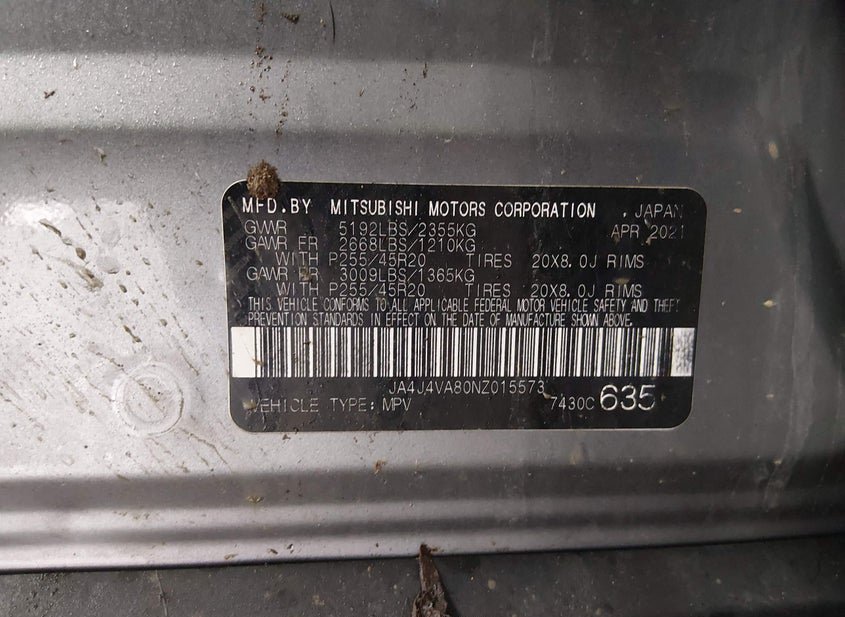 MFD.BY MITSUBISHI MOTORS CORPORATION , JAPAN
GVWR 5192LBS/2355KG APR 2021
GAWR FR 2668LBS/1210KG
WITH P255/45R20 TIRES 20X8.0J RIMS
GAWR RR 3009LBS/1365KG
WITH P255/45R20 TIRES 20X8.0J RIMS
THIS VEHICLE CONFORMS TO ALL APPLICABLE FEDERAL MOTOR VEHICLE SAFETY AND THEFT
PREVENTION STANDARDS IN EFFECT ON THE DATE OF MANUFACTURE SHOWN ABOVE.
JA4J4VA80NZ015573
VEHICLE TYPE: MPV 7430C 635